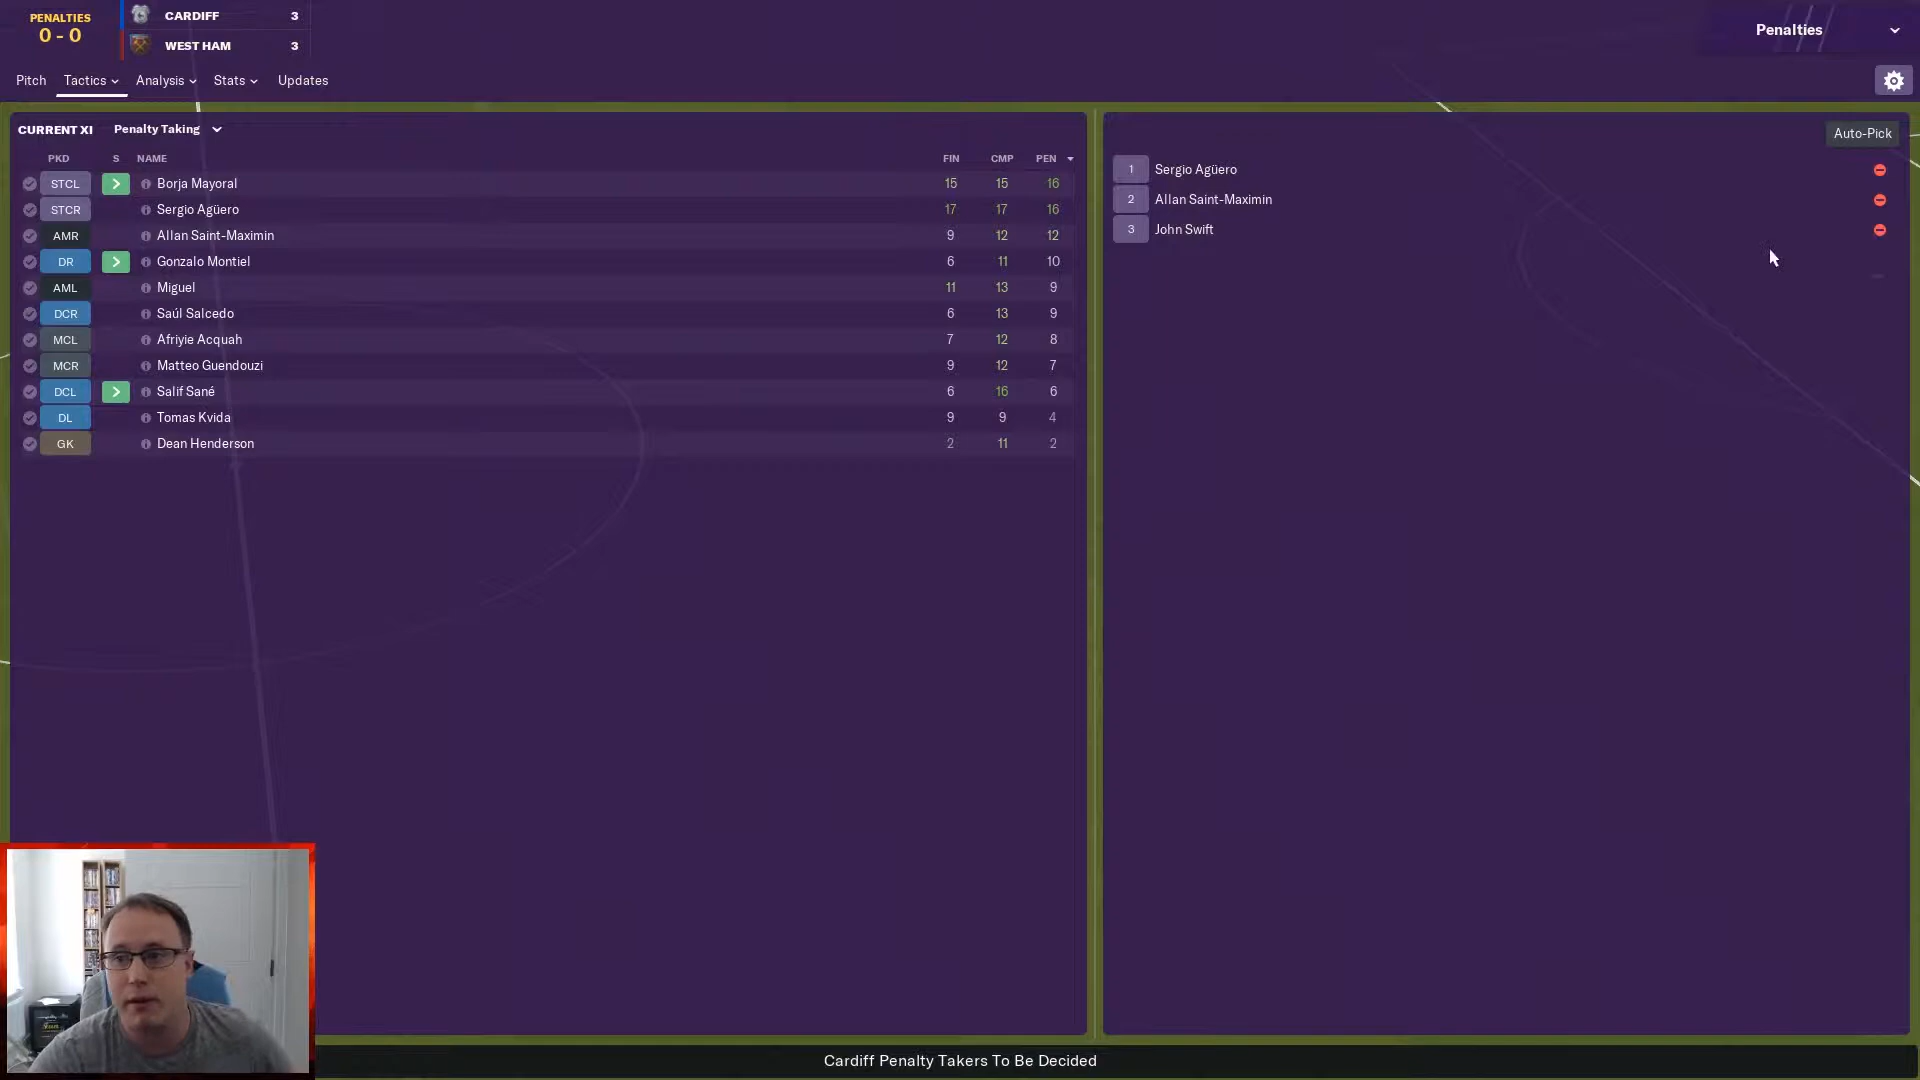 PENALTIES
0 - 0
CARDIFF 3
WEST HAM 3
Penalties
Pitch Tactics Analysis Stats Updates
CURRENT XI Penalty Taking
PKD S NAME FIN CMP PEN
STCL Borja Mayoral 15 15 16
STCR Sergio Agüero 17 17 16
AMR Allan Saint-Maximin 9 12 12
DR Gonzalo Montiel 6 11 10
AML Miguel 11 13 9
DCR Saúl Salcedo 6 13 9
MCL Afriyie Acquah 7 12 8
MCR Matteo Guendouzi 9 12 7
DCL Salif Sané 6 16 6
DL Tomas Kvida 9 9 4
GK Dean Henderson 2 11 2
Auto-Pick
1 Sergio Agüero
2 Allan Saint-Maximin
3 John Swift
Cardiff Penalty Takers To Be Decided